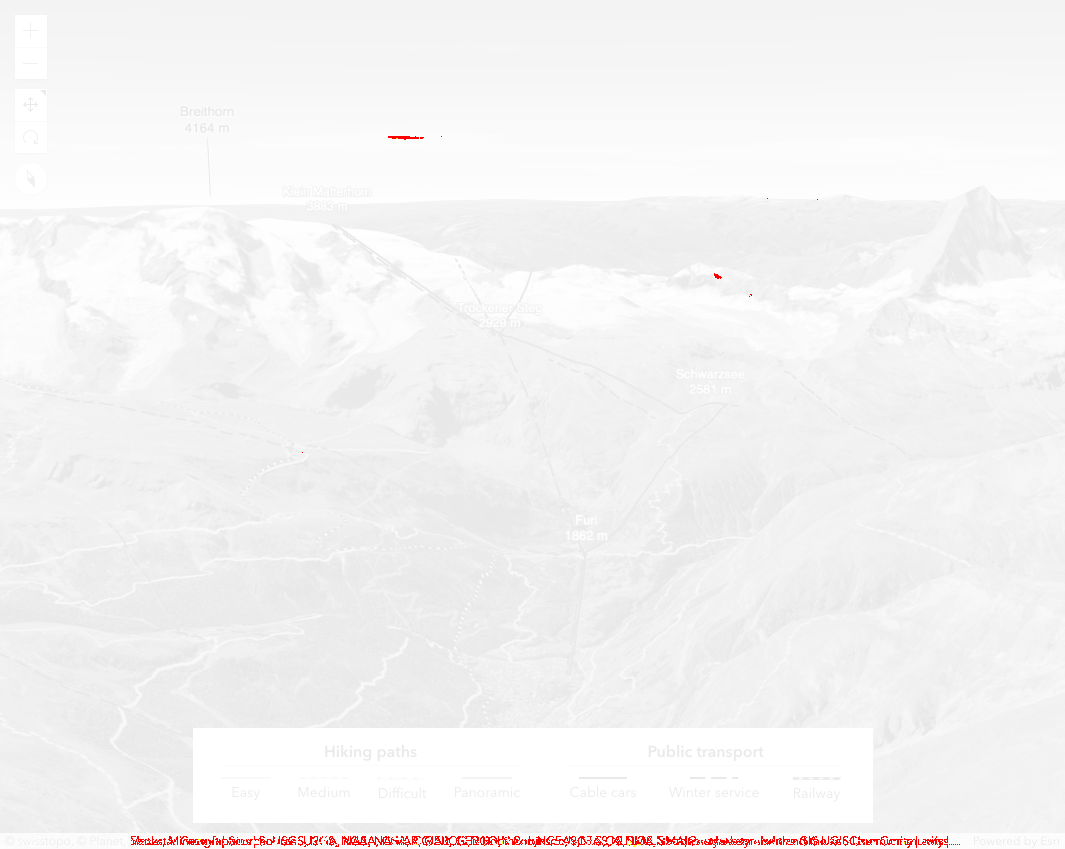 Breithorn
4164 m
Klein Matterhorn
3883 m
Trockener Steg
2929 m
Schwarzsee
2581 m
Furi
1862 m
Hiking paths
Public transport
Easy
Medium
Difficult
Panoramic
Cable cars
Winter service
Railway
© swisstopo, © Planet,
Powered by Esri